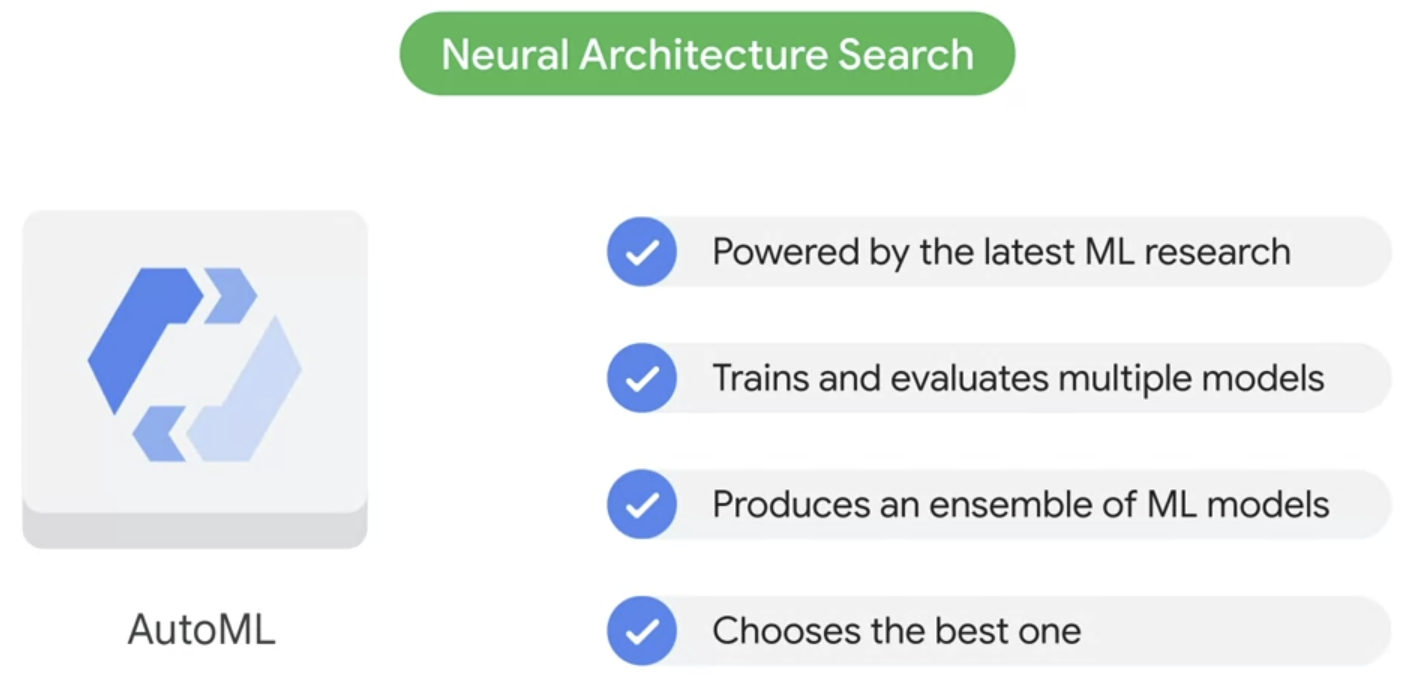 Neural Architecture Search
Powered by the latest ML research
Trains and evaluates multiple models
Produces an ensemble of ML models
Chooses the best one
AutoML